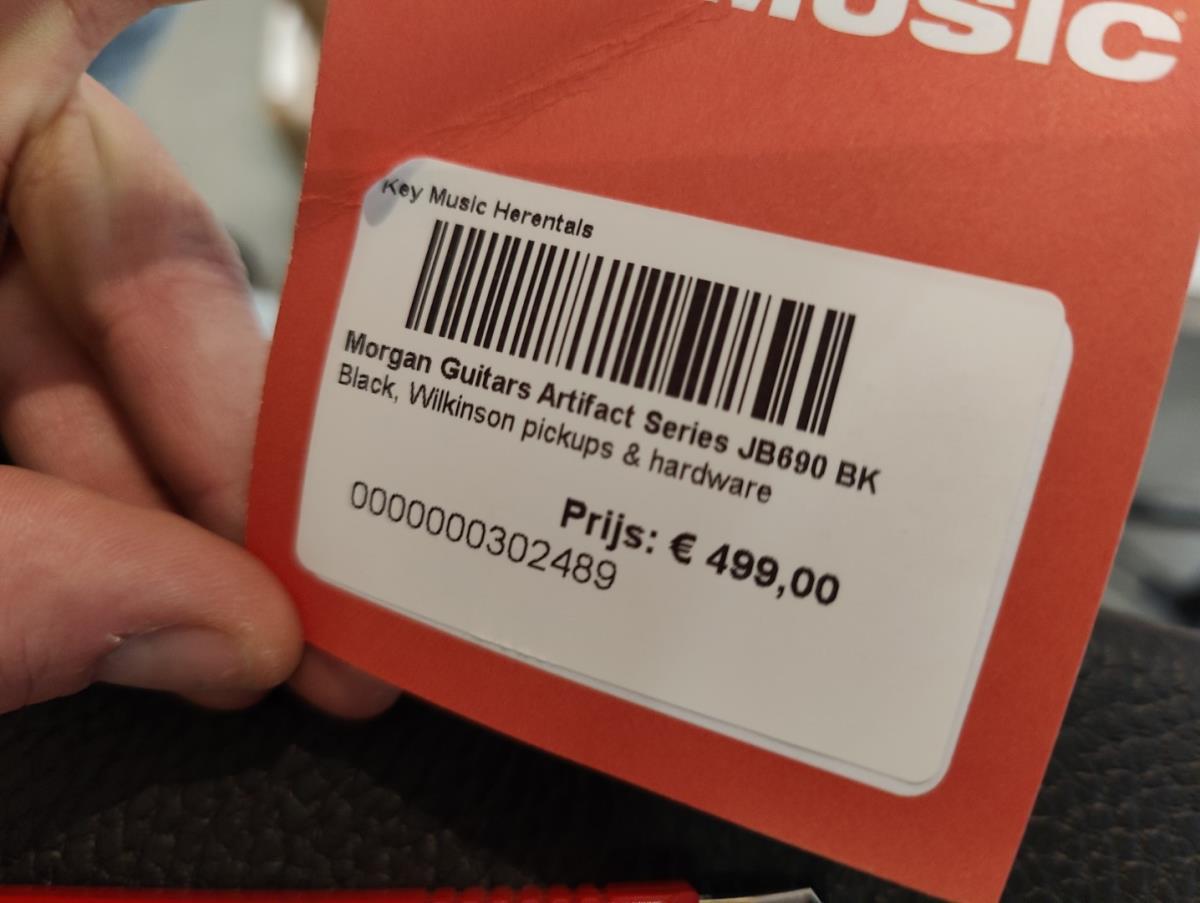 MUSIC
Key Music Herentals
Morgan Guitars Artifact Series JB690 BK
Black, Wilkinson pickups & hardware
Prijs: € 499,00
0000000302489